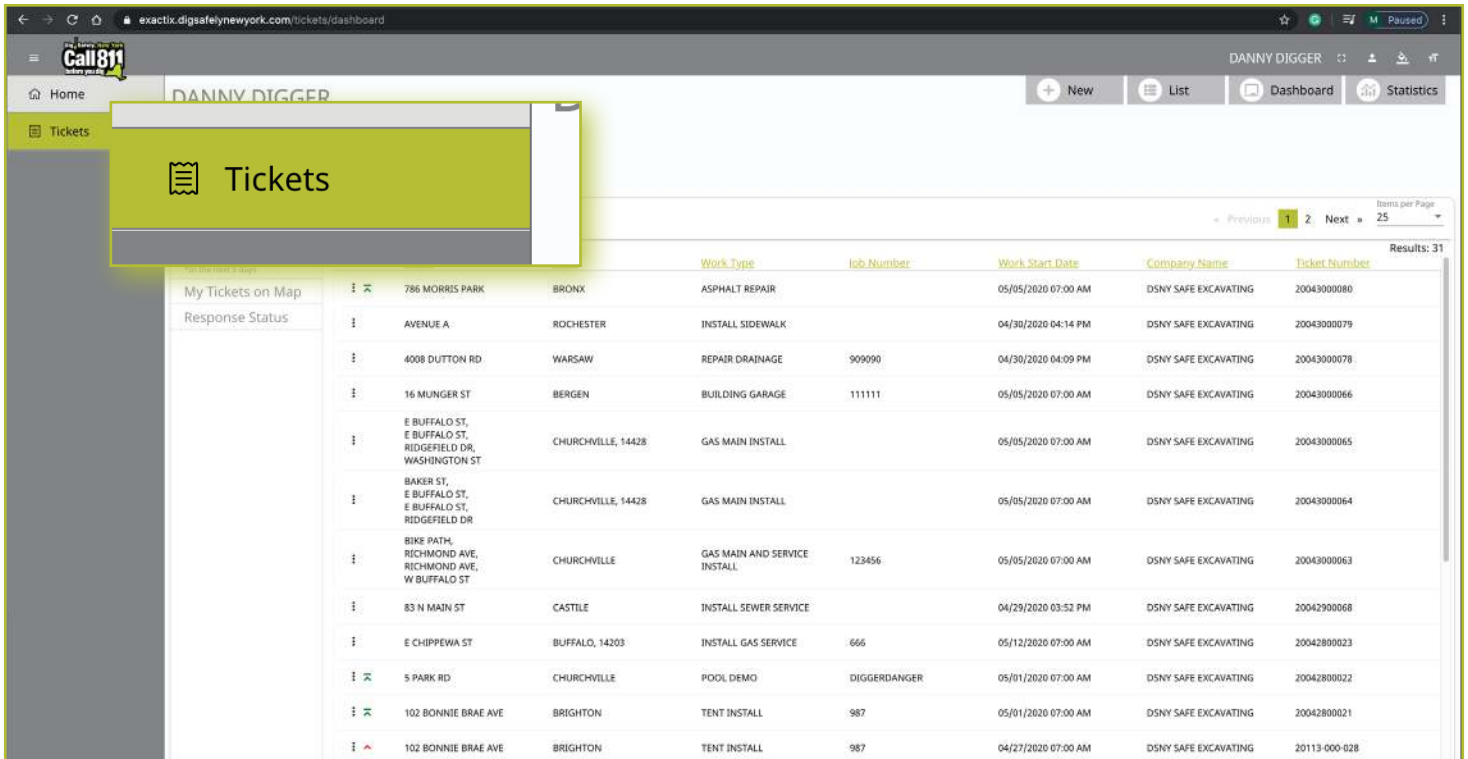 exactix.digsafelynewyork.com/tickets/dashboard
M Paused
Dig Safely New York
Call811
before you dig
DANNY DIGGER
Home
Tickets
DANNY DIGGER
New
List
Dashboard
Statistics
Tickets
« Previous 1 2 Next »
Items per Page
25
Results: 31
*in the next 3 days
My Tickets on Map
Response Status
Work Type Job Number Work Start Date Company Name Ticket Number
786 MORRIS PARK BRONX ASPHALT REPAIR 05/05/2020 07:00 AM DSNY SAFE EXCAVATING 20043000080
AVENUE A ROCHESTER INSTALL SIDEWALK 04/30/2020 04:14 PM DSNY SAFE EXCAVATING 20043000079
4008 DUTTON RD WARSAW REPAIR DRAINAGE 909090 04/30/2020 04:09 PM DSNY SAFE EXCAVATING 20043000078
16 MUNGER ST BERGEN BUILDING GARAGE 111111 05/05/2020 07:00 AM DSNY SAFE EXCAVATING 20043000066
E BUFFALO ST,
E BUFFALO ST,
RIDGEFIELD DR,
WASHINGTON ST
CHURCHVILLE, 14428 GAS MAIN INSTALL 05/05/2020 07:00 AM DSNY SAFE EXCAVATING 20043000065
BAKER ST,
E BUFFALO ST,
E BUFFALO ST,
RIDGEFIELD DR
CHURCHVILLE, 14428 GAS MAIN INSTALL 05/05/2020 07:00 AM DSNY SAFE EXCAVATING 20043000064
BIKE PATH,
RICHMOND AVE,
RICHMOND AVE,
W BUFFALO ST
CHURCHVILLE
GAS MAIN AND SERVICE
INSTALL
123456 05/05/2020 07:00 AM DSNY SAFE EXCAVATING 20043000063
83 N MAIN ST CASTILE INSTALL SEWER SERVICE 04/29/2020 03:52 PM DSNY SAFE EXCAVATING 20042900068
E CHIPPEWA ST BUFFALO, 14203 INSTALL GAS SERVICE 666 05/12/2020 07:00 AM DSNY SAFE EXCAVATING 20042800023
5 PARK RD CHURCHVILLE POOL DEMO DIGGERDANGER 05/01/2020 07:00 AM DSNY SAFE EXCAVATING 20042800022
102 BONNIE BRAE AVE BRIGHTON TENT INSTALL 987 05/01/2020 07:00 AM DSNY SAFE EXCAVATING 20042800021
102 BONNIE BRAE AVE BRIGHTON TENT INSTALL 987 04/27/2020 07:00 AM DSNY SAFE EXCAVATING 20113-000-028